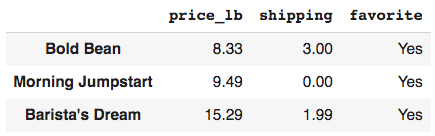 price_lb shipping favorite
Bold Bean 8.33 3.00 Yes
Morning Jumpstart 9.49 0.00 Yes
Barista's Dream 15.29 1.99 Yes